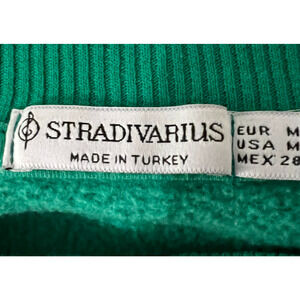 STRADIVARIUS
MADE IN TURKEY
EUR M
USA M
MEX 28